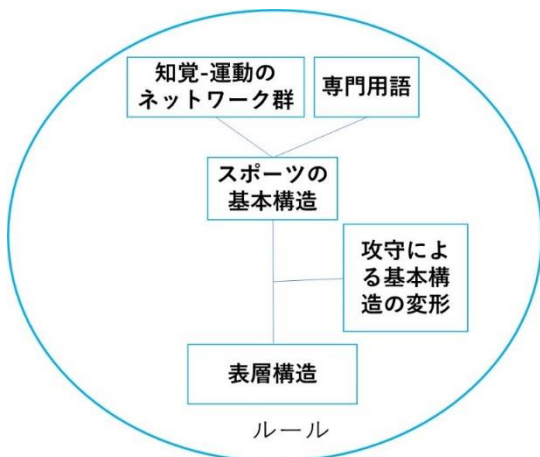 知覚-運動の
ネットワーク群
専門用語
スポーツの
基本構造
攻守によ
る基本構
造の変形
表層構造
ルール